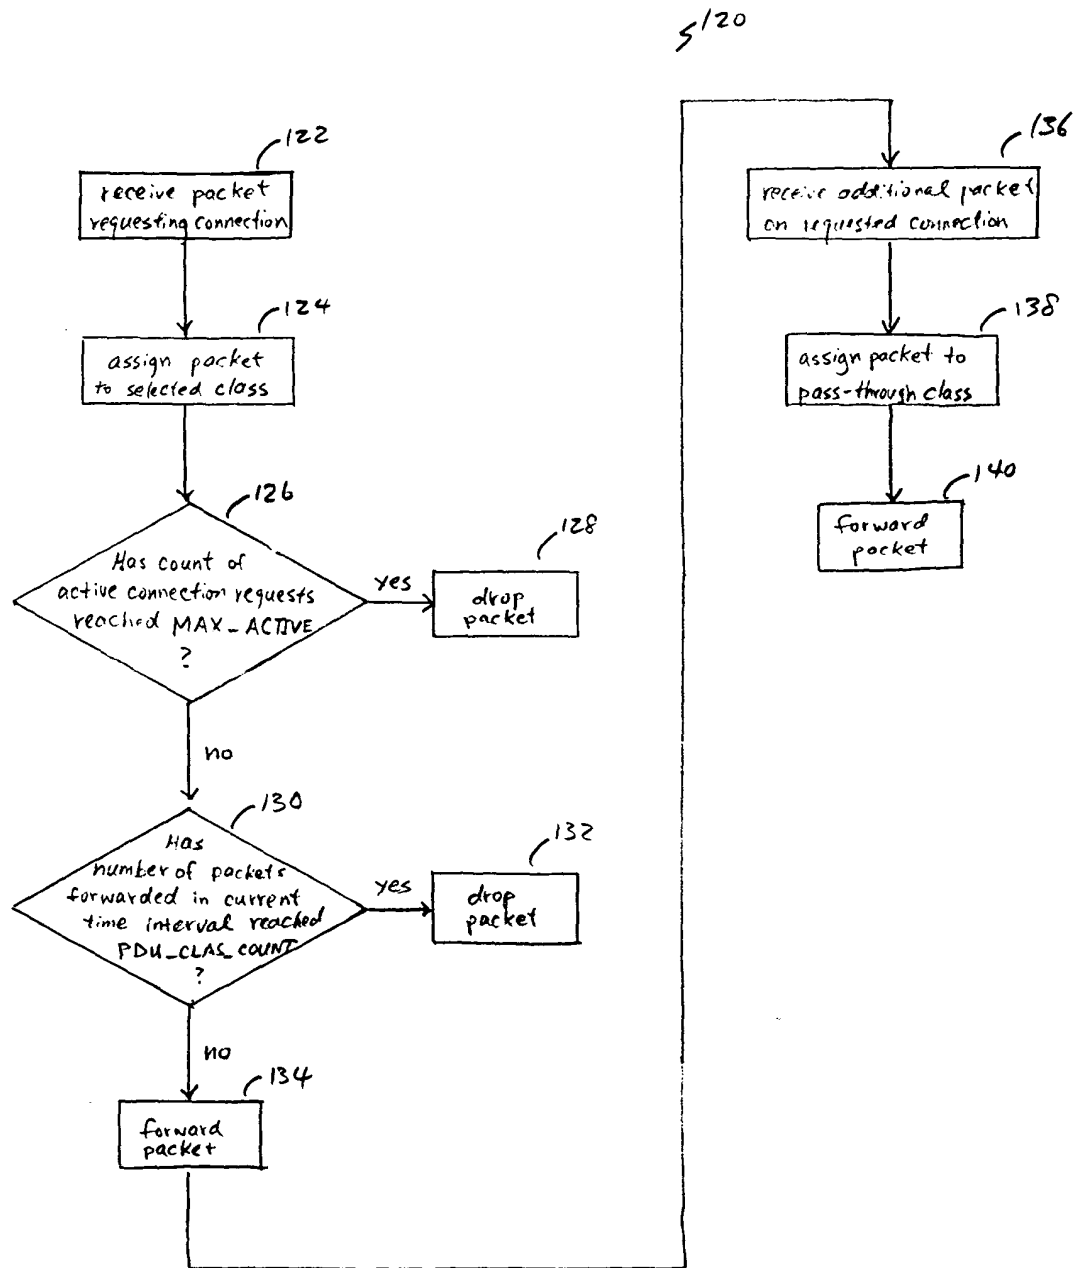 120
122
receive packet
requesting connection
124
assign packet
to selected class
126
Has count of
active connection requests
reached MAX_ACTIVE
?
yes
128
drop
packet
no
130
Has
number of packets
forwarded in current
time interval reached
PDU_CLAS_COUNT
?
yes
132
drop
packet
no
134
forward
packet
136
receive additional packet
on requested connection
138
assign packet to
pass-through class
140
forward
packet